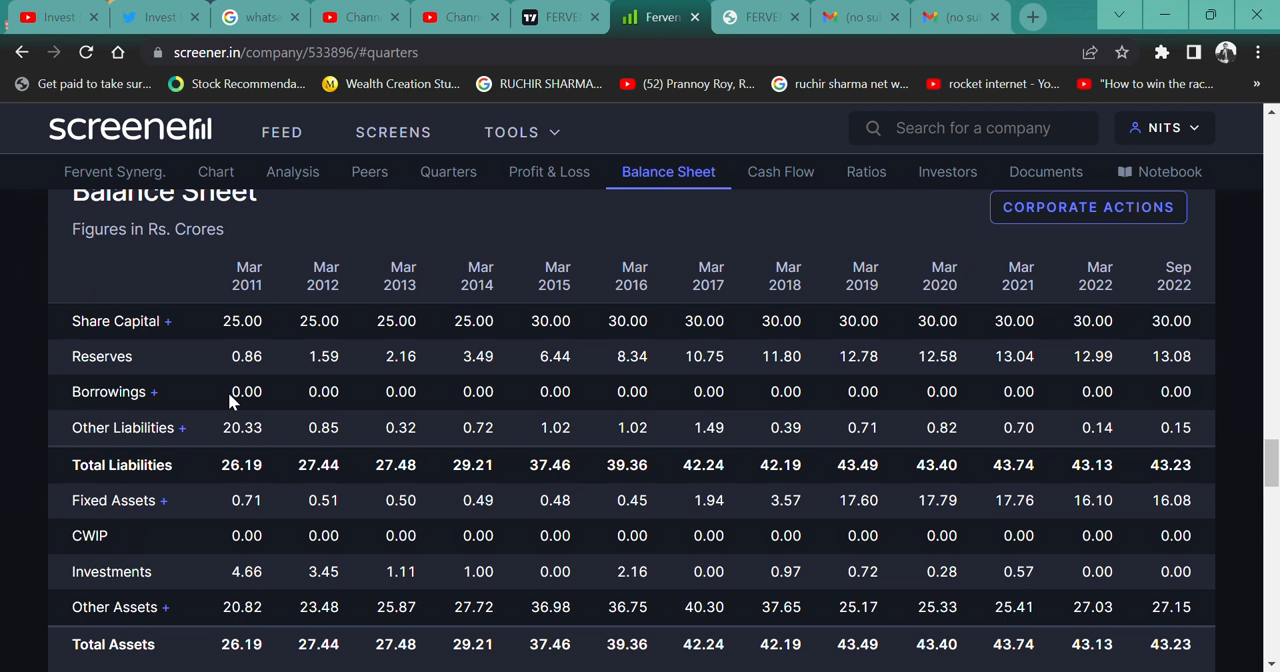 Invest
Invest
whats
Chann
Chann
FERVE
Ferven
FERVE
(no su
(no su
screener.in/company/533896/#quarters
Get paid to take sur...
Stock Recommenda...
Wealth Creation Stu...
RUCHIR SHARMA...
(52) Prannoy Roy, R...
ruchir sharma net w...
rocket internet - Yo...
"How to win the rac...
»
screener
FEED
SCREENS
TOOLS
Search for a company
NITS
Fervent Synerg. Chart Analysis Peers Quarters Profit & Loss Balance Sheet Cash Flow Ratios Investors Documents Notebook
Balance Sheet
Figures in Rs. Crores
CORPORATE ACTIONS
Mar Mar Mar Mar Mar Mar Mar Mar Mar Mar Mar Mar Sep
2011 2012 2013 2014 2015 2016 2017 2018 2019 2020 2021 2022 2022
Share Capital + 25.00 25.00 25.00 25.00 30.00 30.00 30.00 30.00 30.00 30.00 30.00 30.00 30.00
Reserves 0.86 1.59 2.16 3.49 6.44 8.34 10.75 11.80 12.78 12.58 13.04 12.99 13.08
Borrowings + 0.00 0.00 0.00 0.00 0.00 0.00 0.00 0.00 0.00 0.00 0.00 0.00 0.00
Other Liabilities + 20.33 0.85 0.32 0.72 1.02 1.02 1.49 0.39 0.71 0.82 0.70 0.14 0.15
Total Liabilities 26.19 27.44 27.48 29.21 37.46 39.36 42.24 42.19 43.49 43.40 43.74 43.13 43.23
Fixed Assets + 0.71 0.51 0.50 0.49 0.48 0.45 1.94 3.57 17.60 17.79 17.76 16.10 16.08
CWIP 0.00 0.00 0.00 0.00 0.00 0.00 0.00 0.00 0.00 0.00 0.00 0.00 0.00
Investments 4.66 3.45 1.11 1.00 0.00 2.16 0.00 0.97 0.72 0.28 0.57 0.00 0.00
Other Assets + 20.82 23.48 25.87 27.72 36.98 36.75 40.30 37.65 25.17 25.33 25.41 27.03 27.15
Total Assets 26.19 27.44 27.48 29.21 37.46 39.36 42.24 42.19 43.49 43.40 43.74 43.13 43.23